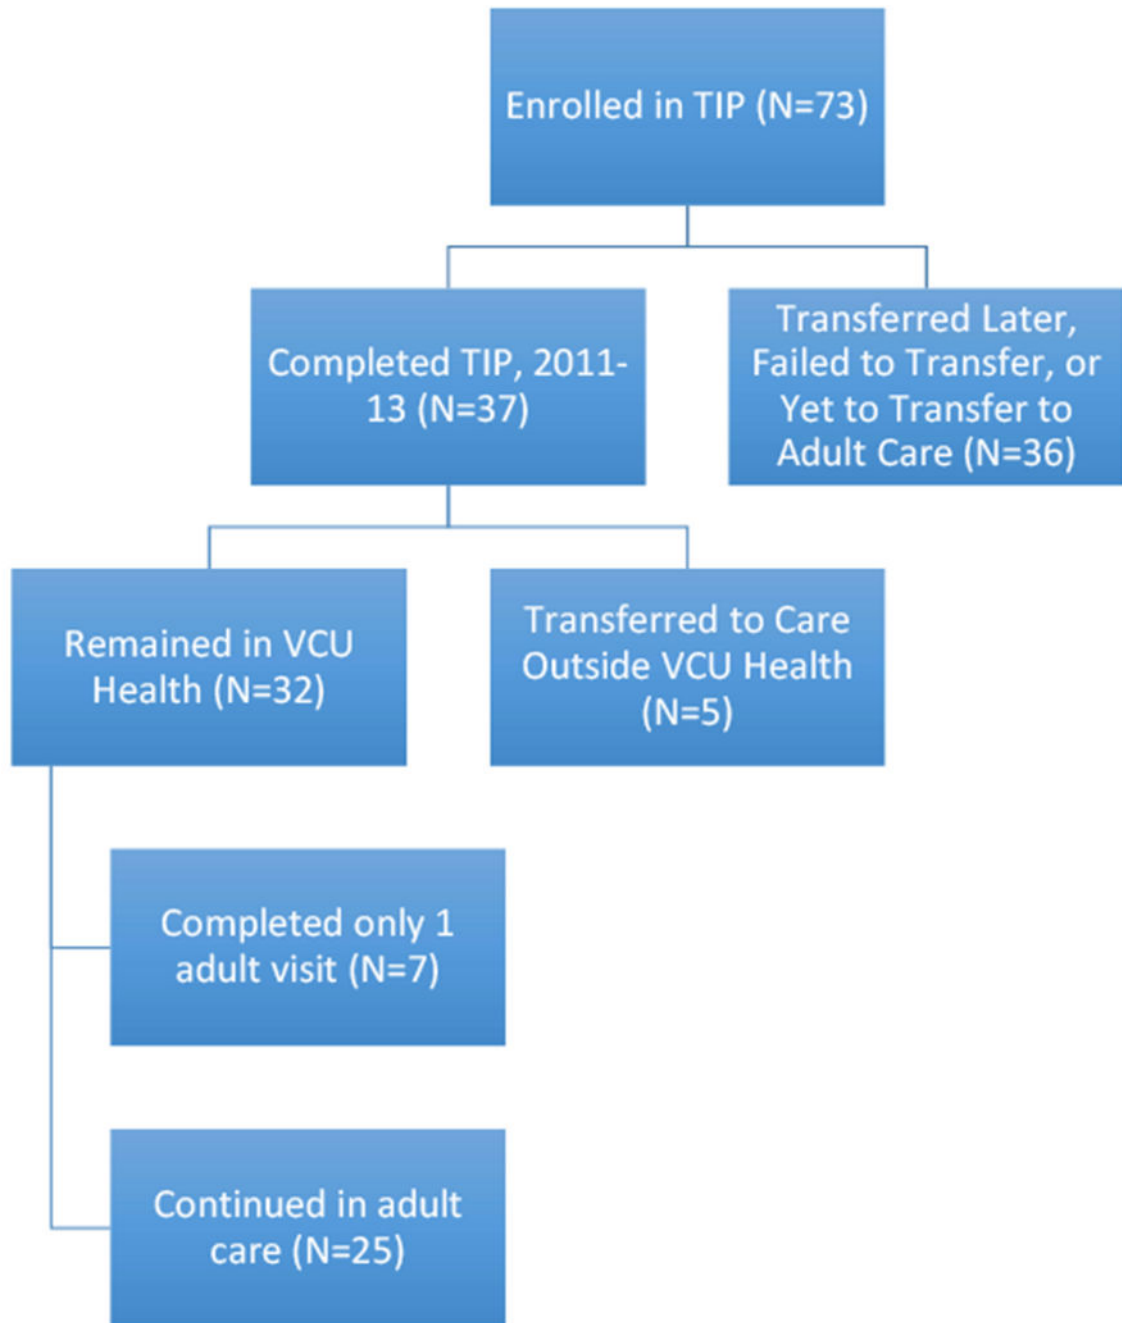 Enrolled in TIP (N=73)
Completed TIP, 2011-
13 (N=37)
Transferred Later,
Failed to Transfer, or
Yet to Transfer to
Adult Care (N=36)
Remained in VCU
Health (N=32)
Transferred to Care
Outside VCU Health
(N=5)
Completed only 1
adult visit (N=7)
Continued in adult
care (N=25)